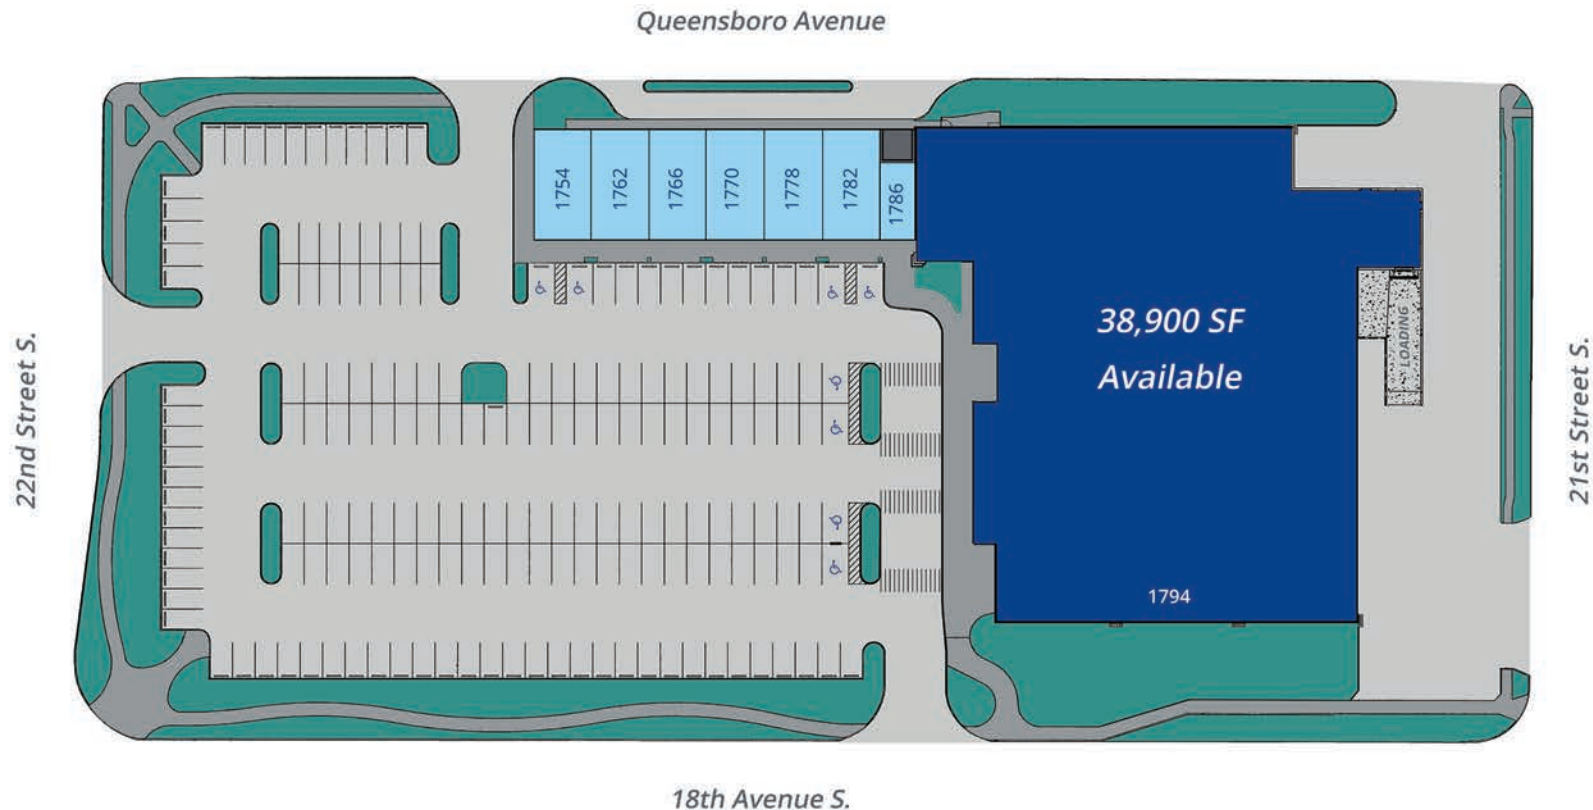 Queensboro Avenue
1754
1762
1766
1770
1778
1782
1786
38,900 SF
Available
LOADING
22nd Street S.
21st Street S.
1794
18th Avenue S.